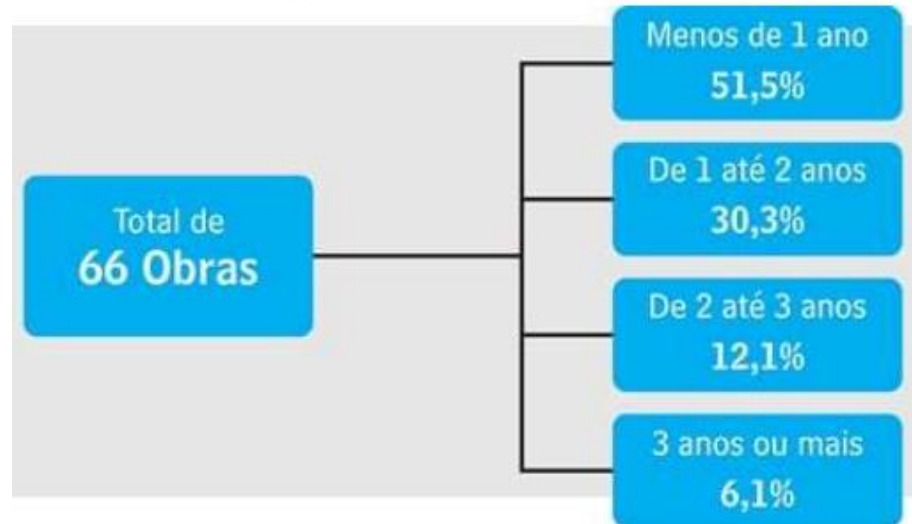 Total de
66 Obras
Menos de 1 ano
51,5%
De 1 até 2 anos
30,3%
De 2 até 3 anos
12,1%
3 anos ou mais
6,1%